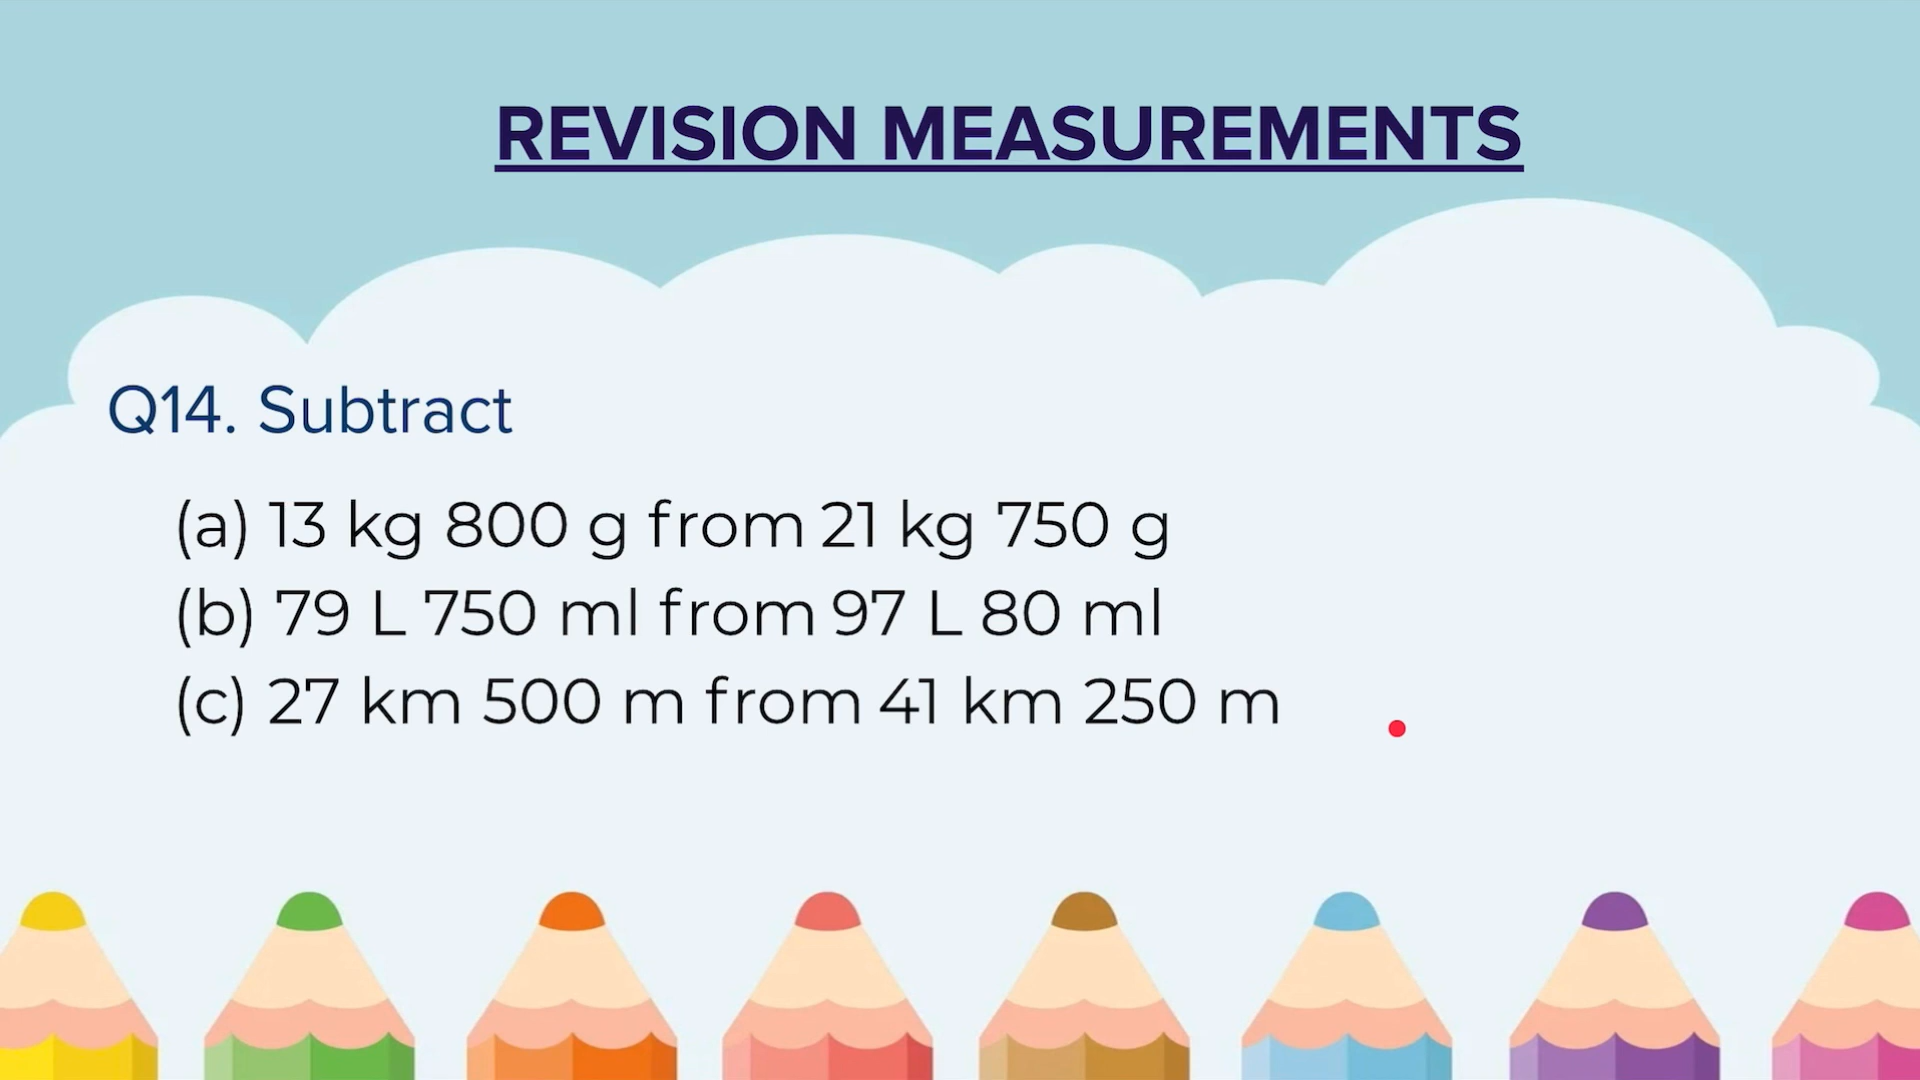 REVISION MEASUREMENTS
Q14. Subtract
(a) 13 kg 800 g from 21 kg 750 g
(b) 79 L 750 ml from 97 L 80 ml
(c) 27 km 500 m from 41 km 250 m